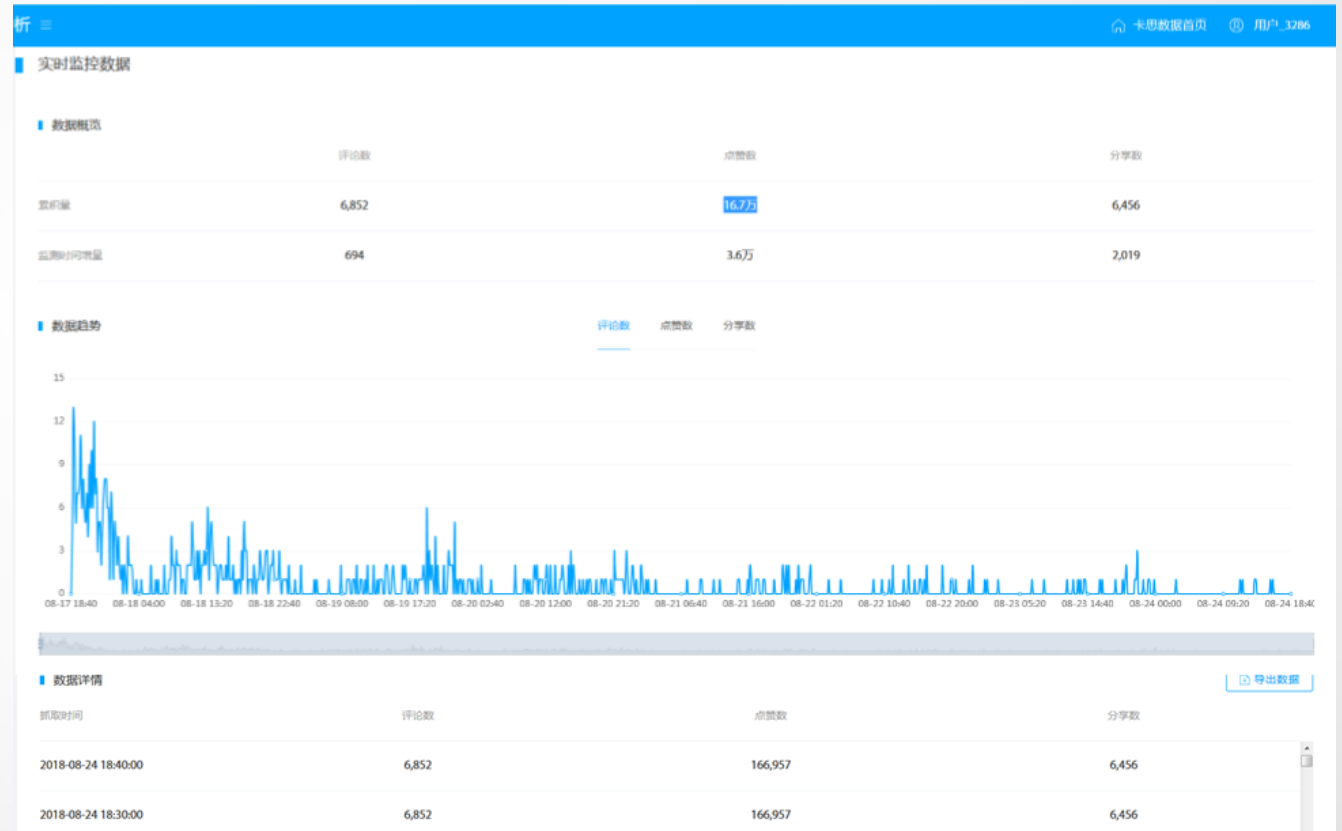 析
卡思数据首页 用户_3286
实时监控数据
数据概览
评论数 点赞数 分享数
累积量 6,852 16.7万 6,456
监测时间增量 694 3.6万 2,019
数据趋势 评论数 点赞数 分享数
15
12
9
6
3
0
08-17 18:40 08-18 04:00 08-18 13:20 08-18 22:40 08-19 08:00 08-19 17:20 08-20 02:40 08-20 12:00 08-20 21:20 08-21 06:40 08-21 16:00 08-22 01:20 08-22 10:40 08-22 20:00 08-23 05:20 08-23 14:40 08-24 00:00 08-24 09:20 08-24 18:40
数据详情 导出数据
抓取时间 评论数 点赞数 分享数
2018-08-24 18:40:00 6,852 166,957 6,456
2018-08-24 18:30:00 6,852 166,957 6,456